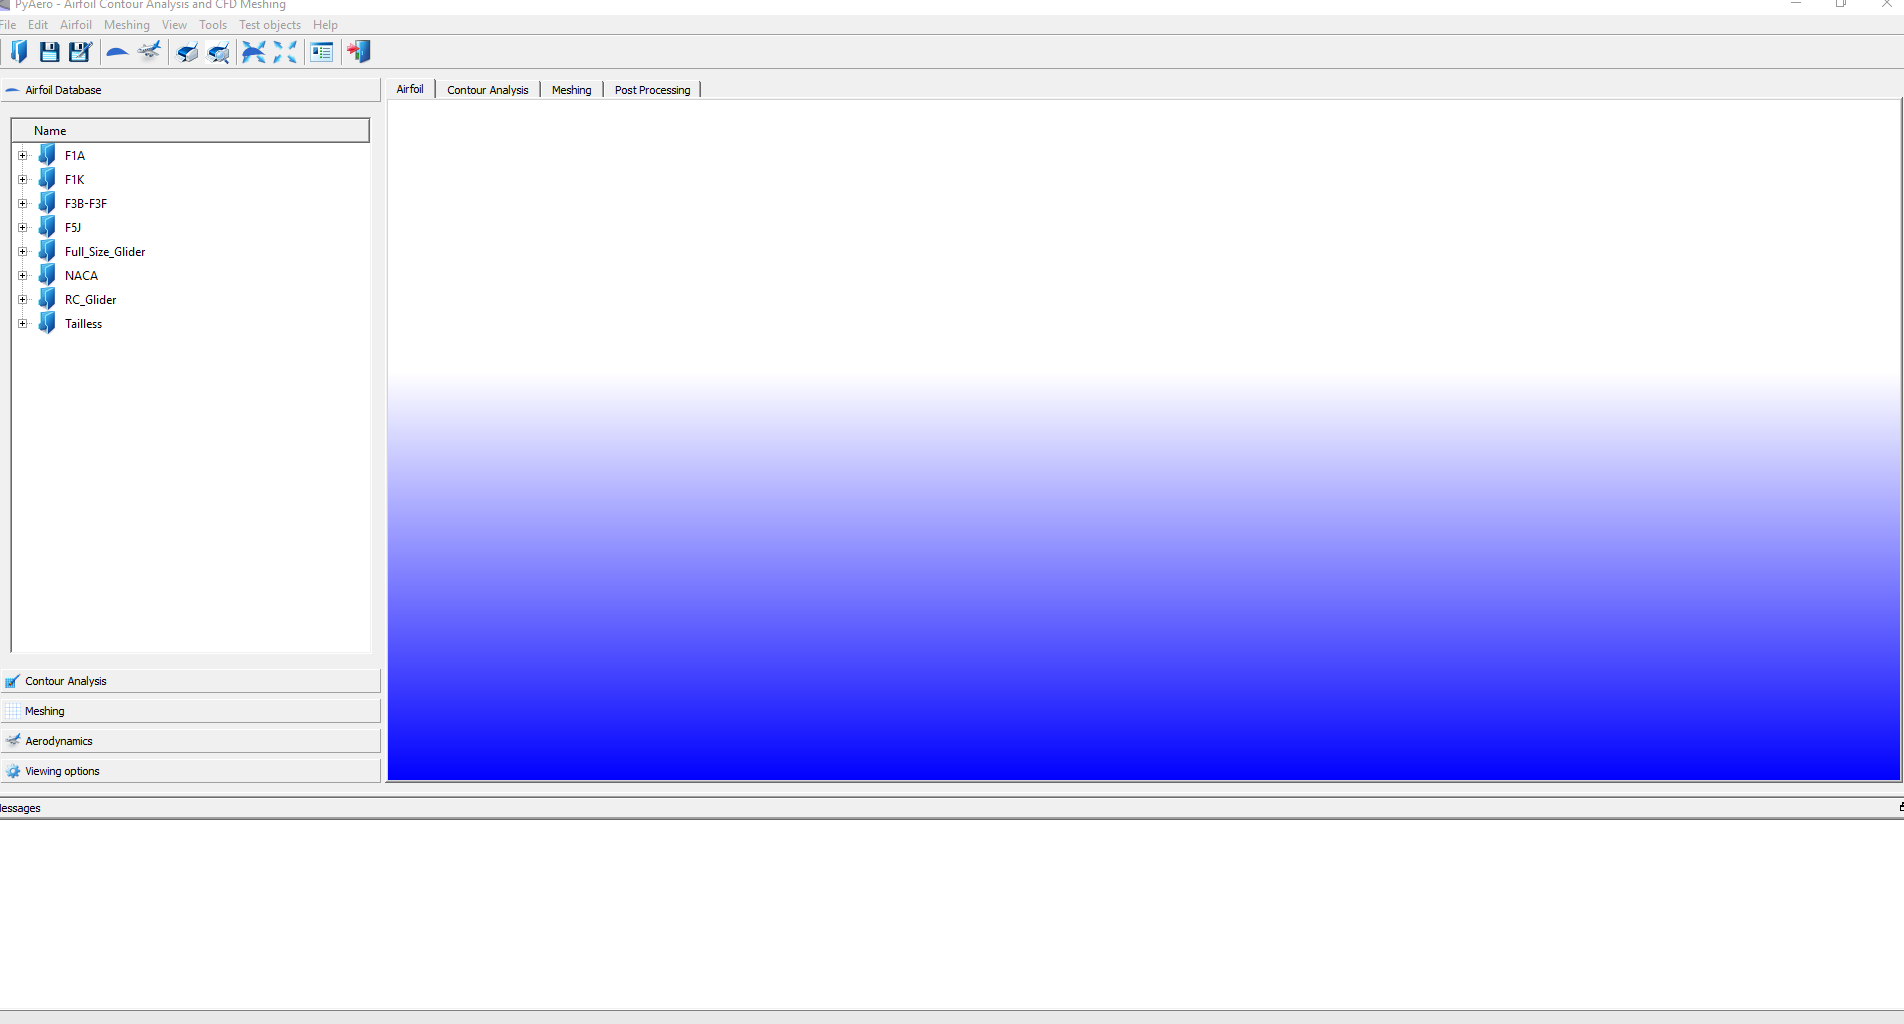 PyAero - Airfoil Contour Analysis and CFD Meshing
File Edit Airfoil Meshing View Tools Test objects Help
Airfoil Database
Airfoil Contour Analysis Meshing Post Processing
Name
F1A
F1K
F3B-F3F
F5J
Full_Size_Glider
NACA
RC_Glider
Tailless
Contour Analysis
Meshing
Aerodynamics
Viewing options
essages